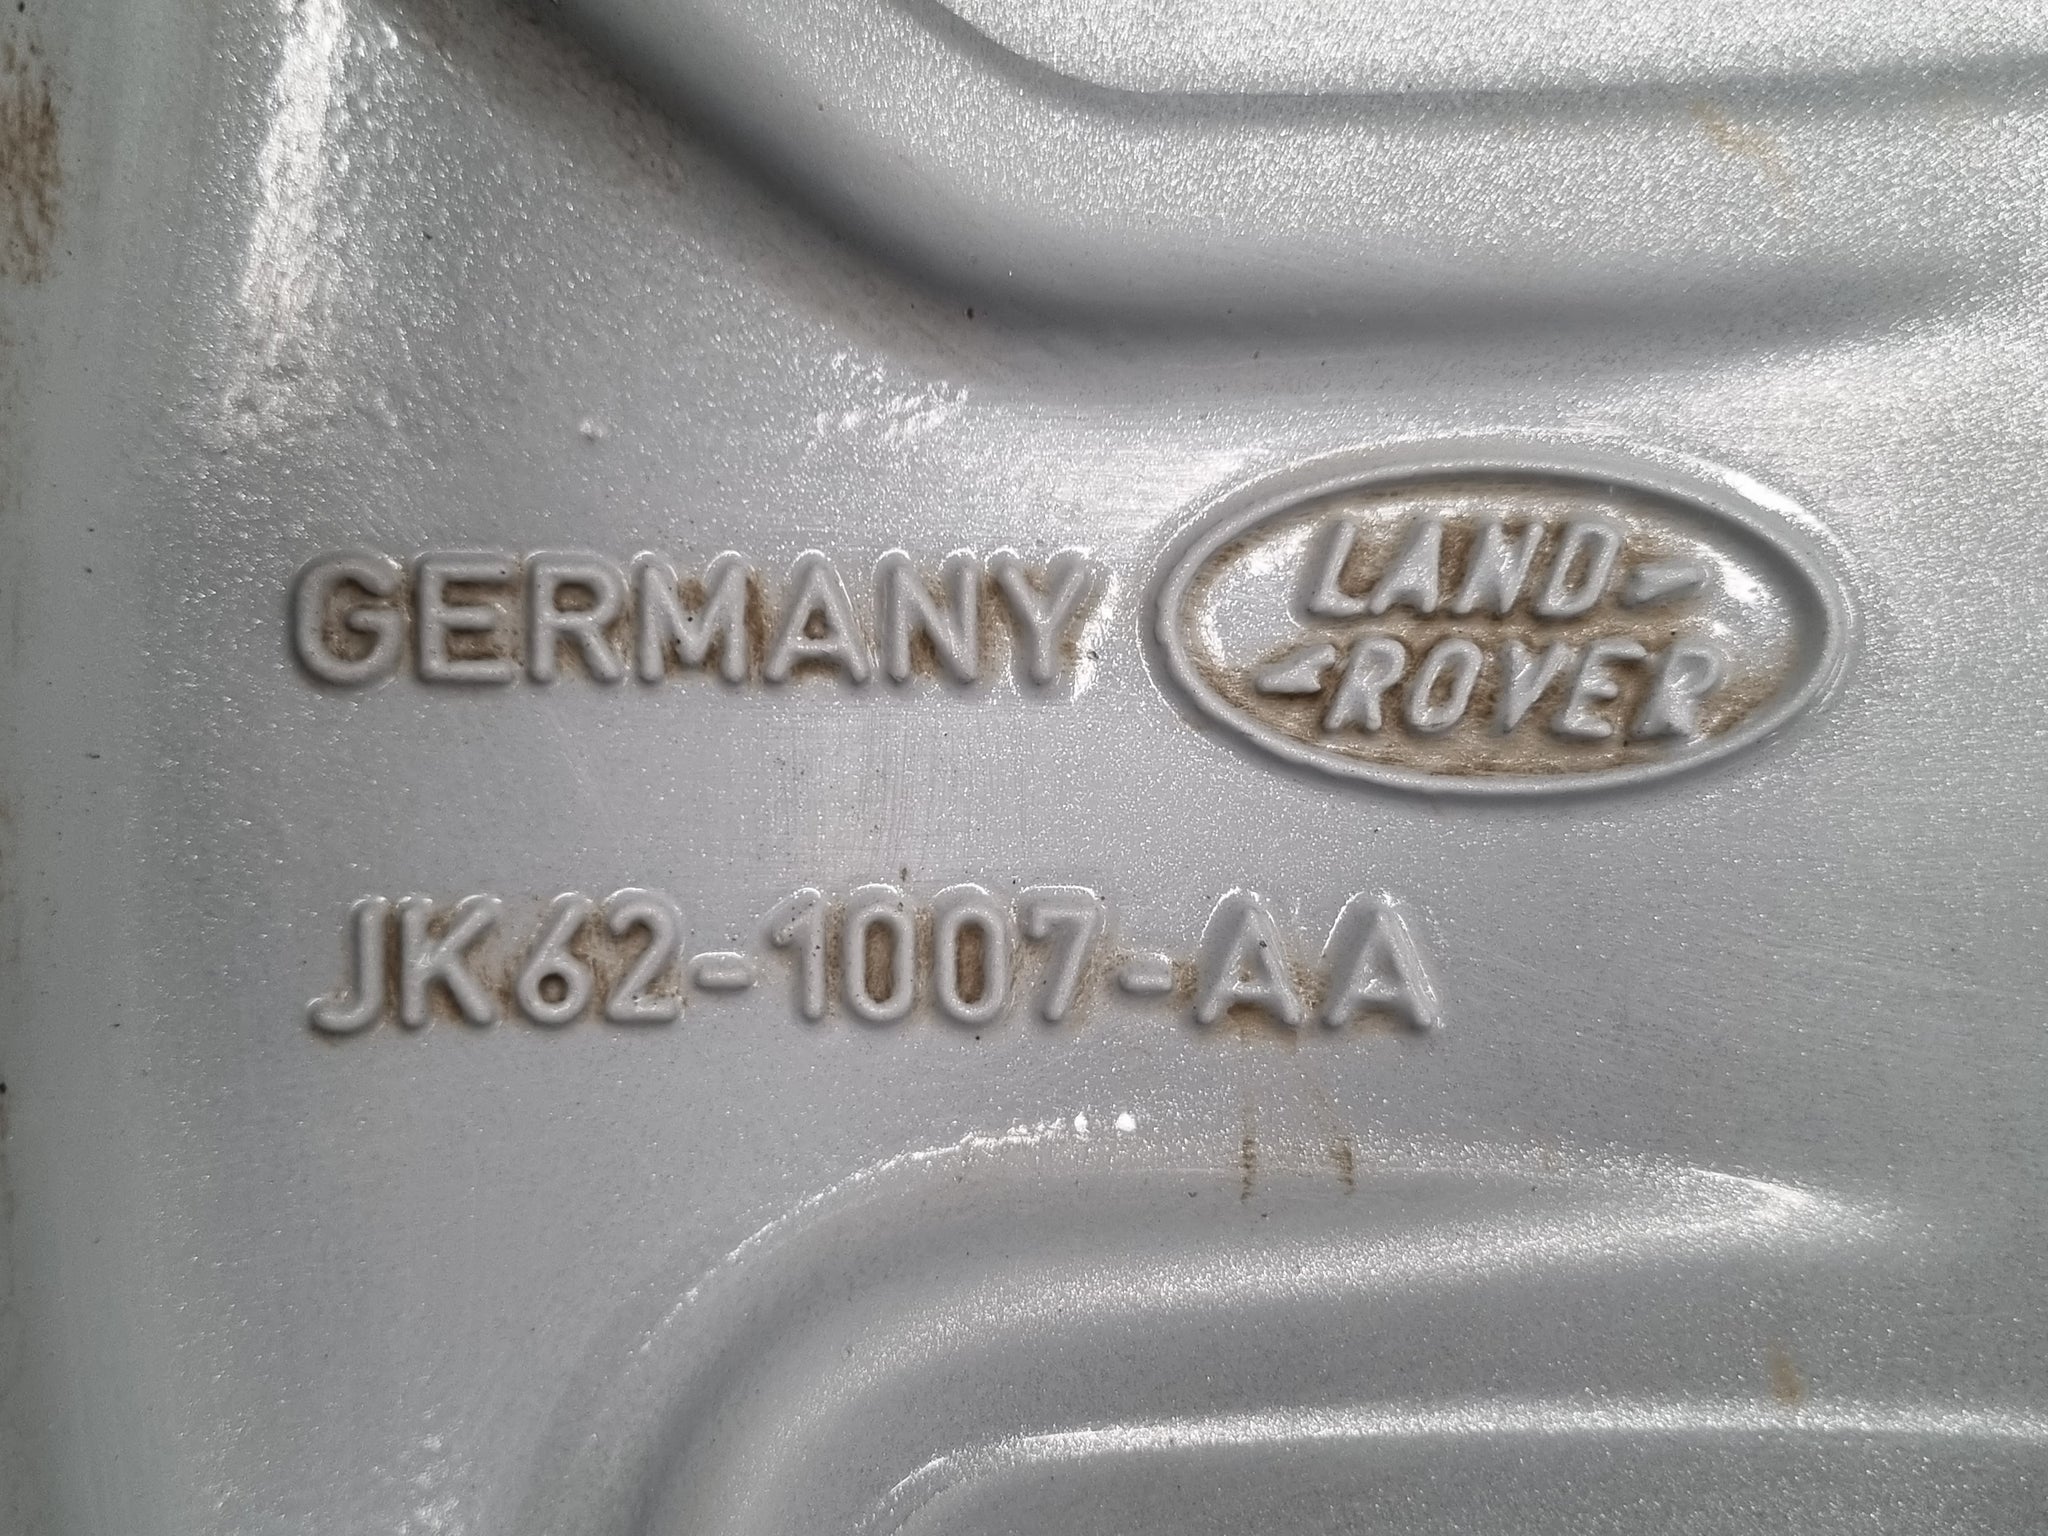 GERMANY
LAND
ROVER
JK62-1007-AA